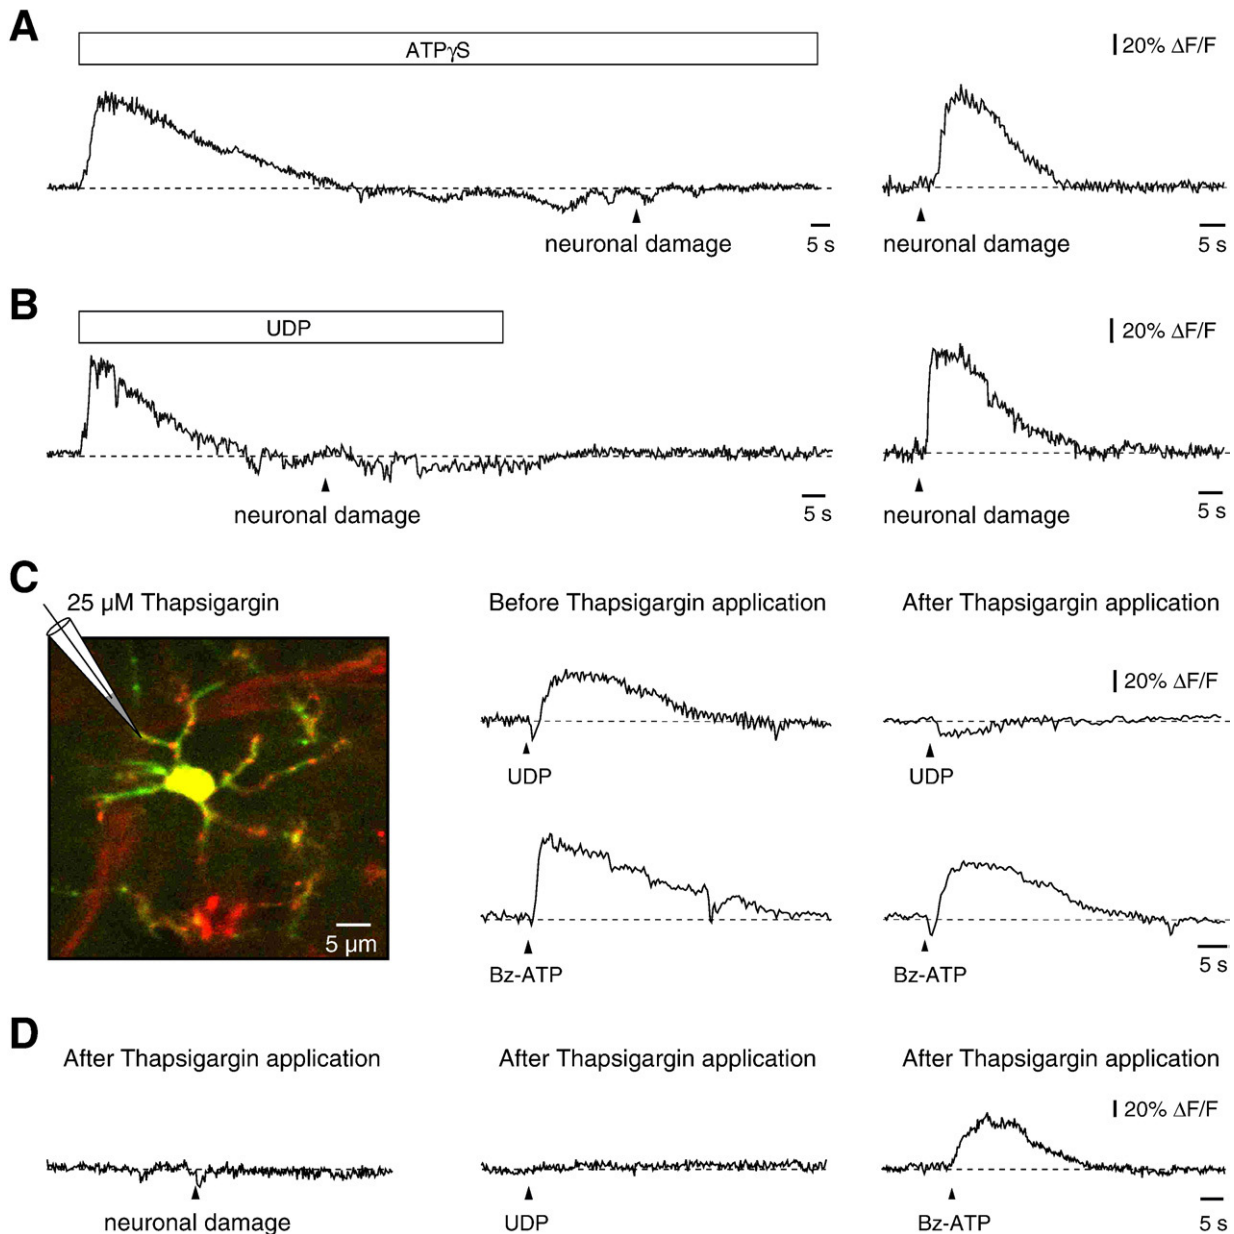 A
ATPγS
20% ΔF/F
neuronal damage
5 s
neuronal damage
5 s
B
UDP
20% ΔF/F
neuronal damage
5 s
neuronal damage
5 s
C
25 µM Thapsigargin
Before Thapsigargin application
After Thapsigargin application
20% ΔF/F
UDP
UDP
5 µm
Bz-ATP
Bz-ATP
5 s
D
After Thapsigargin application
After Thapsigargin application
After Thapsigargin application
20% ΔF/F
neuronal damage
UDP
Bz-ATP
5 s